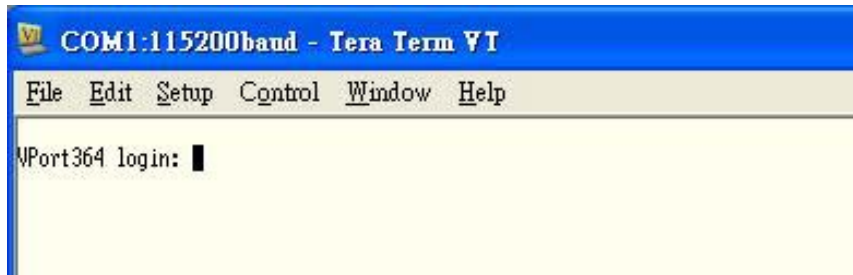 COM1:115200baud - Tera Term VT
File Edit Setup Control Window Help
VPort364 login: